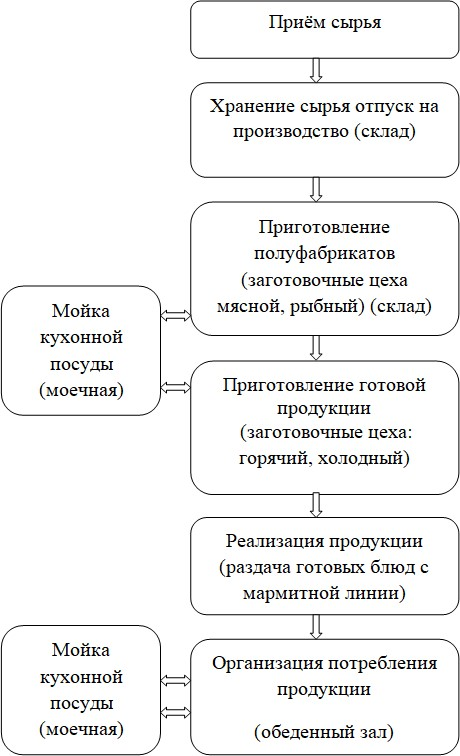 Приём сырья
Хранение сырья отпуск на
производство (склад)
Приготовление
полуфабрикатов
(заготовочные цеха
мясной, рыбный) (склад)
Мойка
кухонной
посуды
(моечная)
Приготовление готовой
продукции
(заготовочные цеха:
горячий, холодный)
Реализация продукции
(раздача готовых блюд с
мармитной линии)
Мойка
кухонной
посуды
(моечная)
Организация потребления
продукции
(обеденный зал)